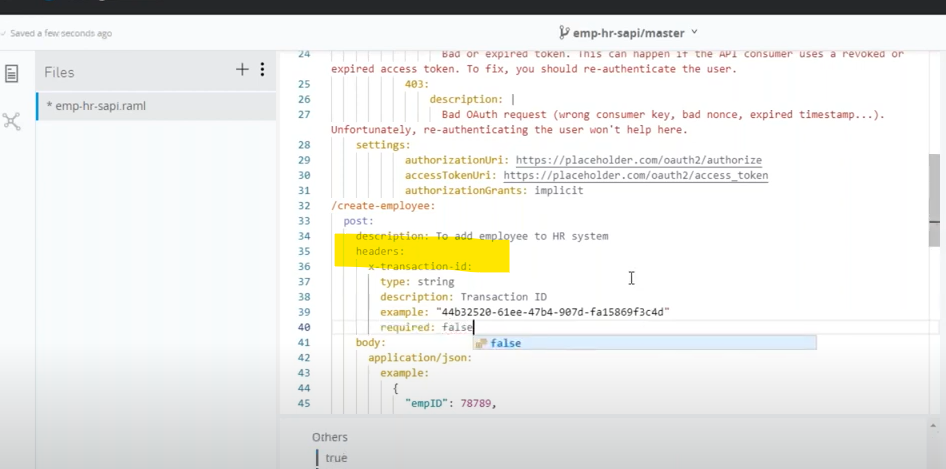 Saved a few seconds ago
emp-hr-sapi/master
Files
* emp-hr-sapi.raml
24 Bad or expired token. This can happen if the API consumer uses a revoked or
expired access token. To fix, you should re-authenticate the user.
25 403:
26 description: |
27 Bad OAuth request (wrong consumer key, bad nonce, expired timestamp...).
Unfortunately, re-authenticating the user won't help here.
28 settings:
29 authorizationUri: https://placeholder.com/oauth2/authorize
30 accessTokenUri: https://placeholder.com/oauth2/access_token
31 authorizationGrants: implicit
32 /create-employee:
33 post:
34 description: To add employee to HR system
35 headers:
36 x-transaction-id:
37 type: string
38 description: Transaction ID
39 example: "44b32520-61ee-47b4-907d-fa15869f3c4d"
40 required: false
41 body:
false
42 application/json:
43 example:
44 {
45 "empID": 78789,
Others
true